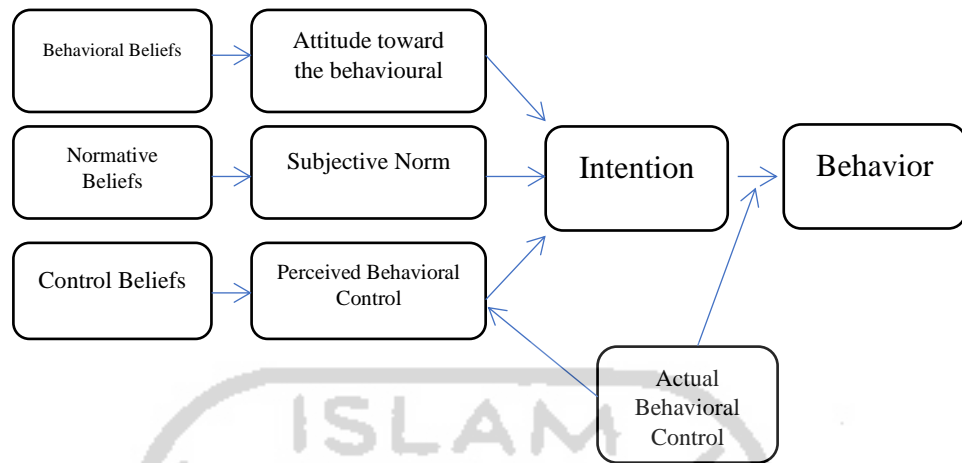 Behavioral Beliefs
Attitude toward
the behavioural
Normative
Beliefs
Subjective Norm
Intention
Behavior
Control Beliefs
Perceived Behavioral
Control
Actual
Behavioral
Control
ISLAM